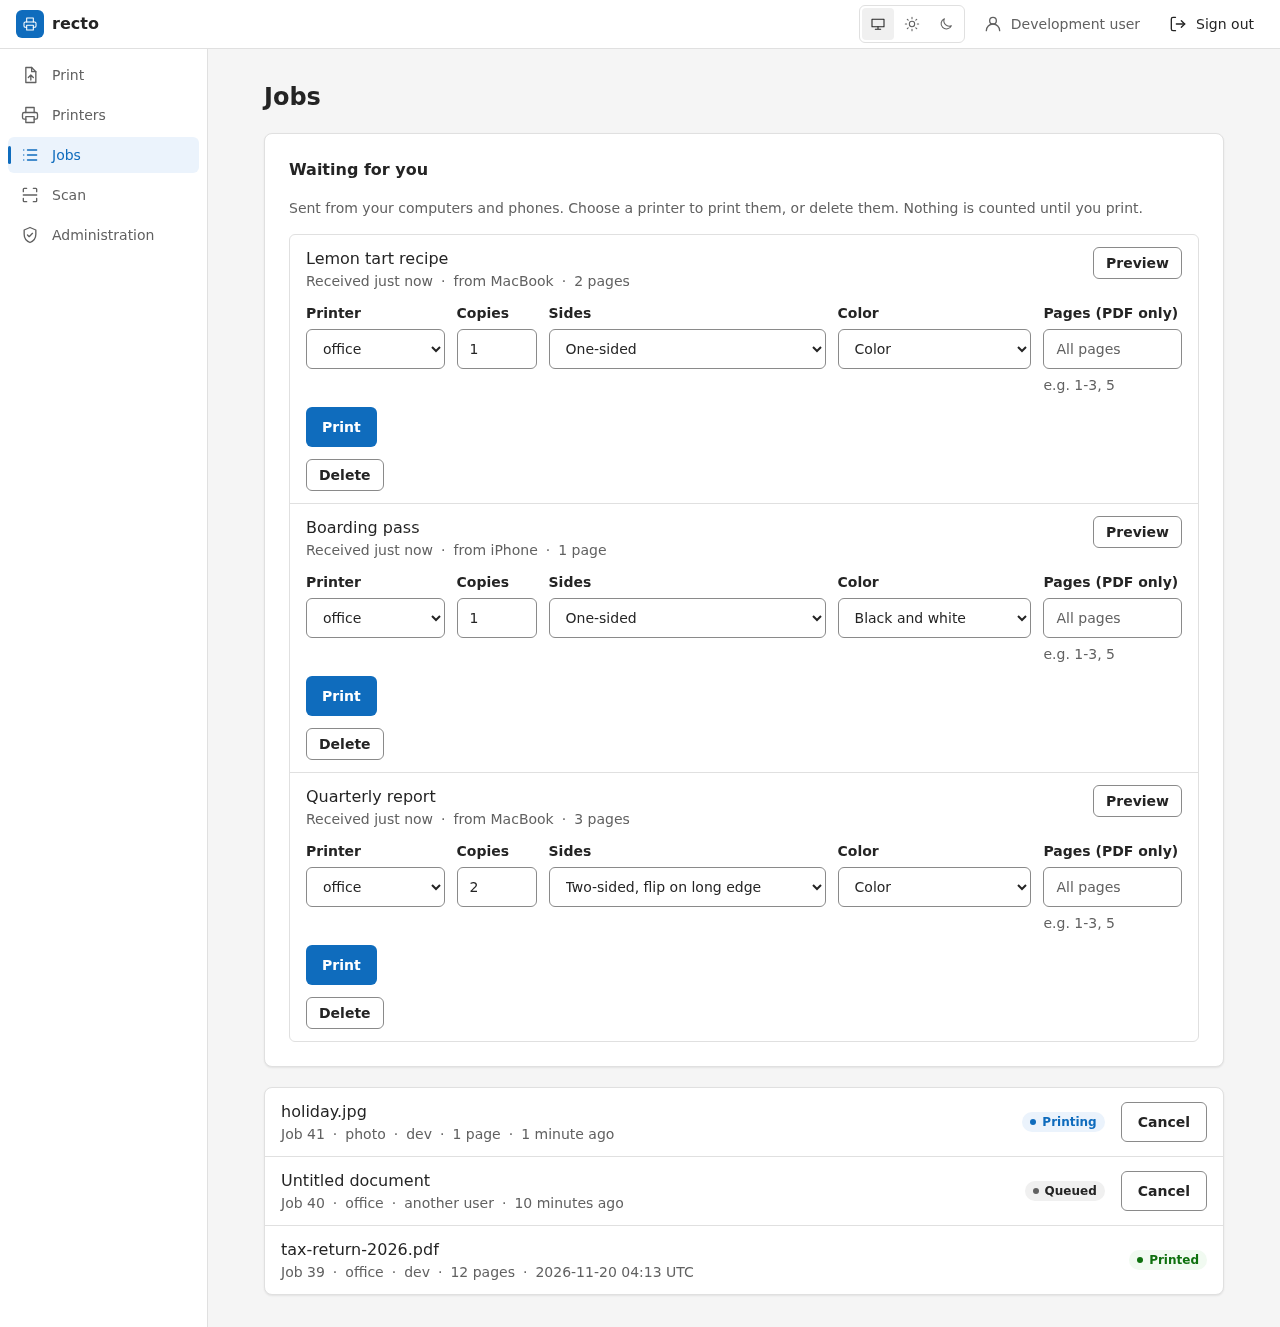 recto
Development user
Sign out
Print
Printers
Jobs
Scan
Administration
Jobs
Waiting for you
Sent from your computers and phones. Choose a printer to print them, or delete them. Nothing is counted until you print.
Lemon tart recipe
Received just now · from MacBook · 2 pages
Preview
Printer Copies Sides Color Pages (PDF only)
office 1 One-sided Color All pages
e.g. 1-3, 5
Print
Delete
Boarding pass
Received just now · from iPhone · 1 page
Preview
Printer Copies Sides Color Pages (PDF only)
office 1 One-sided Black and white All pages
e.g. 1-3, 5
Print
Delete
Quarterly report
Received just now · from MacBook · 3 pages
Preview
Printer Copies Sides Color Pages (PDF only)
office 2 Two-sided, flip on long edge Color All pages
e.g. 1-3, 5
Print
Delete
holiday.jpg
Job 41 · photo · dev · 1 page · 1 minute ago
Printing Cancel
Untitled document
Job 40 · office · another user · 10 minutes ago
Queued Cancel
tax-return-2026.pdf
Job 39 · office · dev · 12 pages · 2026-11-20 04:13 UTC
Printed